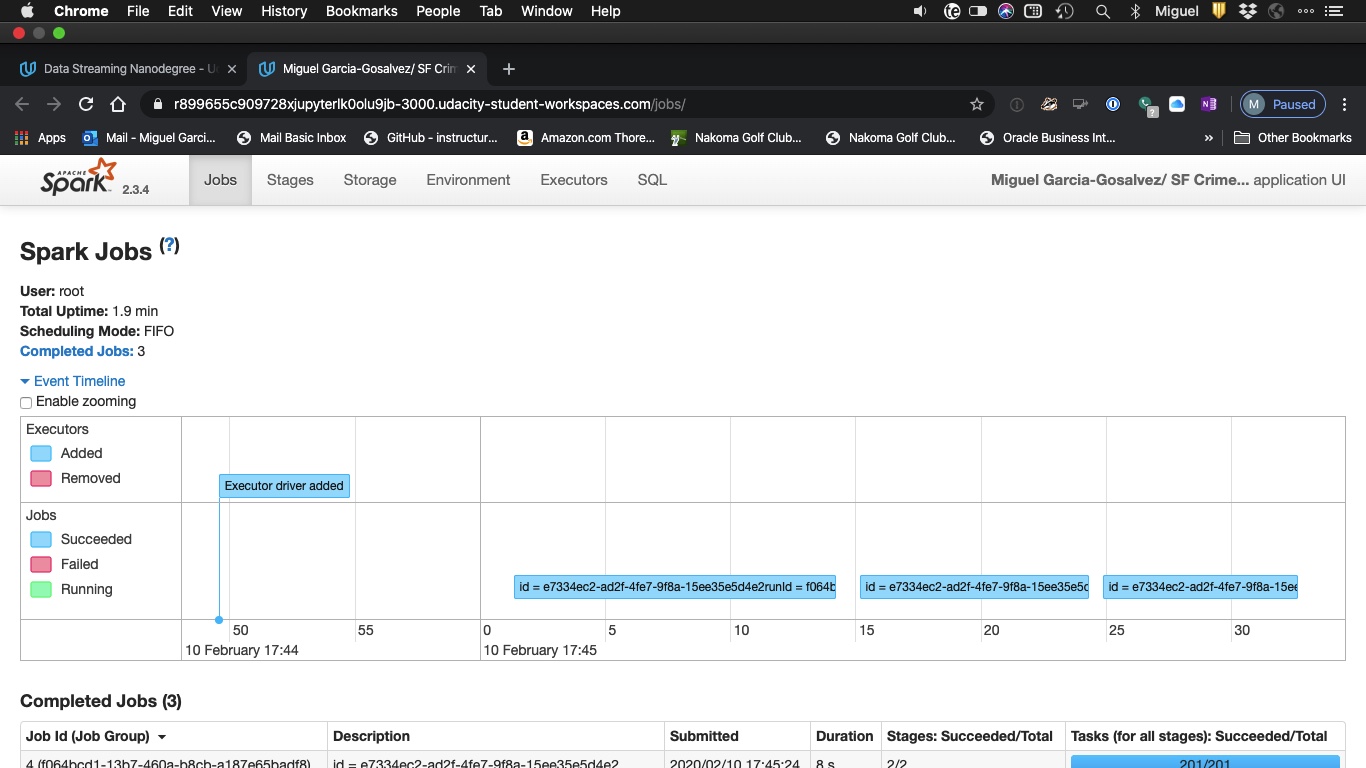 Chrome File Edit View History Bookmarks People Tab Window Help Miguel
Data Streaming Nanodegree - Uc
Miguel Garcia-Gosalvez/ SF Crim
r899655c909728xjupyterlk0olu9jb-3000.udacity-student-workspaces.com/jobs/
M Paused
Apps Mail - Miguel Garci... Mail Basic Inbox GitHub - instructur... Amazon.com Thore... Nakoma Golf Club... Nakoma Golf Club... Oracle Business Int... » Other Bookmarks
APACHE Spark 2.3.4 Jobs Stages Storage Environment Executors SQL Miguel Garcia-Gosalvez/ SF Crime... application UI
Spark Jobs (?)
User: root
Total Uptime: 1.9 min
Scheduling Mode: FIFO
Completed Jobs: 3
Event Timeline
Enable zooming
Executors
Added
Removed
Executor driver added
Jobs
Succeeded
Failed
Running
id = e7334ec2-ad2f-4fe7-9f8a-15ee35e5d4e2runId = f064b
id = e7334ec2-ad2f-4fe7-9f8a-15ee35e5d
id = e7334ec2-ad2f-4fe7-9f8a-15ee
50 55 0 5 10 15 20 25 30
10 February 17:44 10 February 17:45
Completed Jobs (3)
Job Id (Job Group) Description Submitted Duration Stages: Succeeded/Total Tasks (for all stages): Succeeded/Total
4 (f064bcd1-13b7-460a-b8cb-a187e65badf8) id = e7334ec2-ad2f-4fe7-9f8a-15ee35e5d4e2 2020/02/10 17:45:24 8 s 2/2 201/201